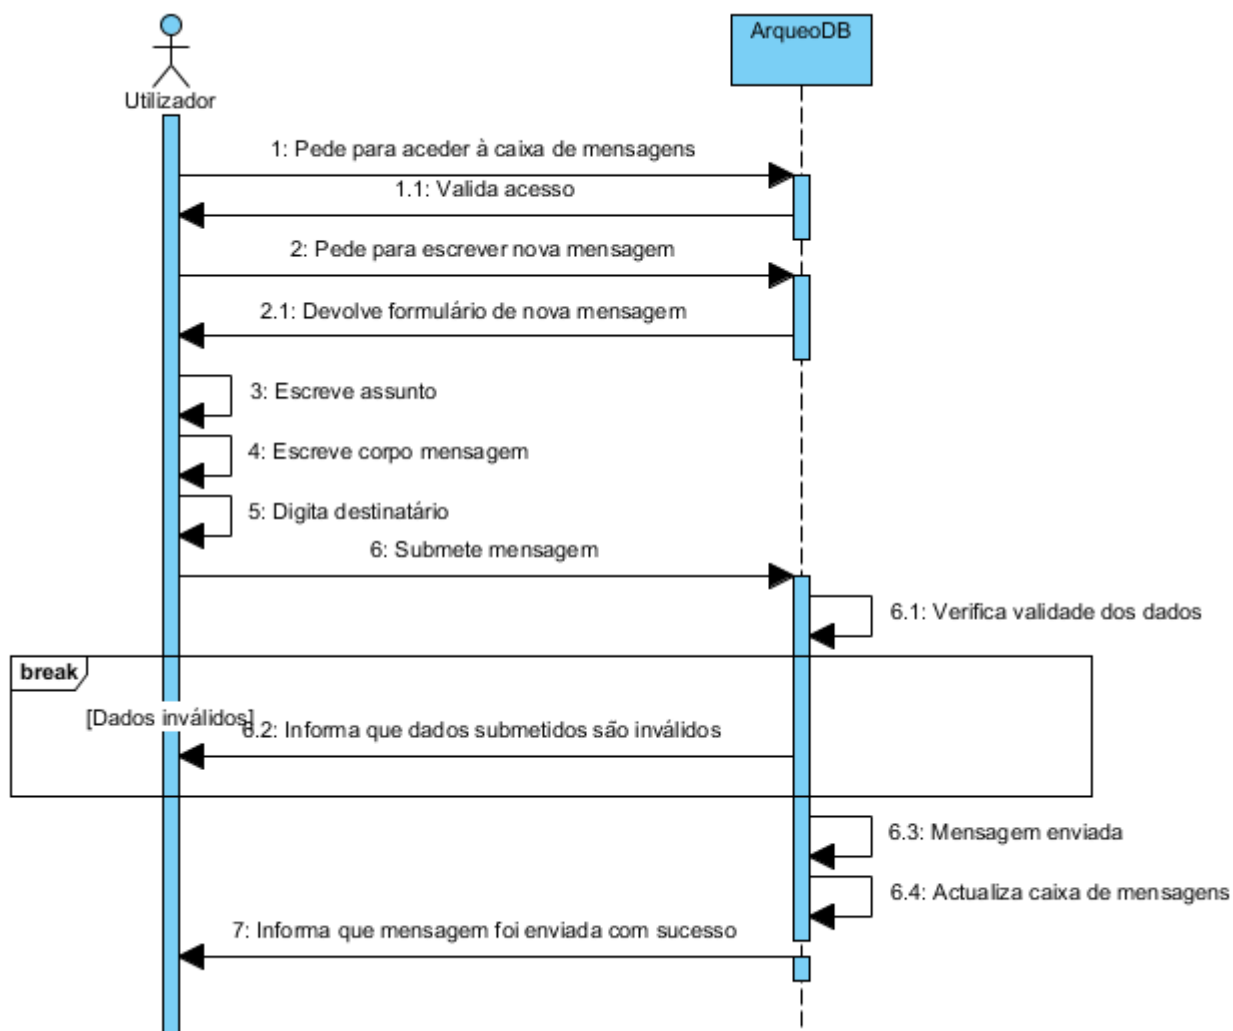 ArqueoDB
Utilizador
1: Pede para aceder à caixa de mensagens
1.1: Valida acesso
2: Pede para escrever nova mensagem
2.1: Devolve formulário de nova mensagem
3: Escreve assunto
4: Escreve corpo mensagem
5: Digita destinatário
6: Submete mensagem
6.1: Verifica validade dos dados
break
[Dados inválidos]
6.2: Informa que dados submetidos são inválidos
6.3: Mensagem enviada
6.4: Actualiza caixa de mensagens
7: Informa que mensagem foi enviada com sucesso